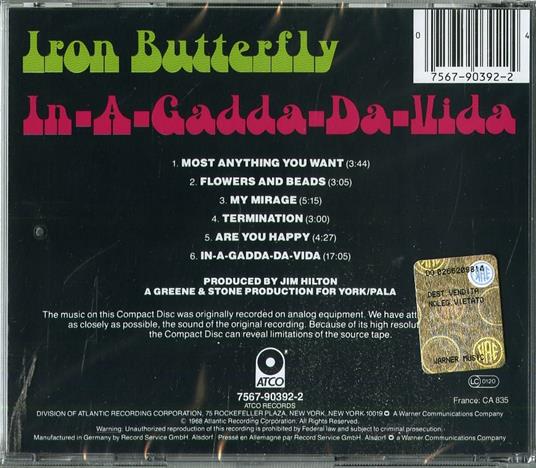 Iron Butterfly
In-A-Gadda-Da-Vida
0 4
7567-90392-2
1. MOST ANYTHING YOU WANT (3:44)
2. FLOWERS AND BEADS (3:05)
3. MY MIRAGE (5:15)
4. TERMINATION (3:00)
5. ARE YOU HAPPY (4:27)
6. IN-A-GADDA-DA-VIDA (17:05)
PRODUCED BY JIM HILTON
A GREENE & STONE PRODUCTION FOR YORK/PALA
DO 0266209814
DEST. VENDITA
NOLEG. VIETATO
WARNER MUSIC
The music on this Compact Disc was originally recorded on analog equipment. We have
as closely as possible, the sound of the original recording. Because of its high
the Compact Disc can reveal limitations of the source tape.
ATCO
7567-90392-2
ATCO RECORDS
LC 0120
France: CA 835
DIVISION OF ATLANTIC RECORDING CORPORATION, 75 ROCKEFELLER PLAZA, NEW YORK, NEW YORK 10019 A Warner Communications Company
© 1968 Atlantic Recording Corporation. All Rights Reserved.
Warning: Unauthorized reproduction of this recording is prohibited by Federal law and subject to criminal prosecution.
Manufactured in Germany by Record Service GmbH. Alsdorf. Pressé en Allemagne par Record Service GmbH. Alsdorf a Warner Communications Company